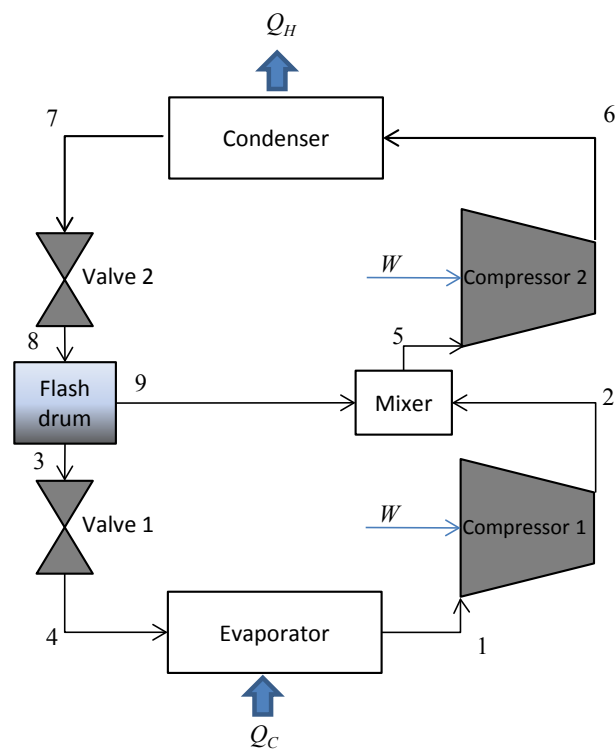 Q_H
7
Condenser
6
Valve 2
W
Compressor 2
8
5
Flash
drum
9
Mixer
2
3
Valve 1
W
Compressor 1
4
Evaporator
1
Q_C